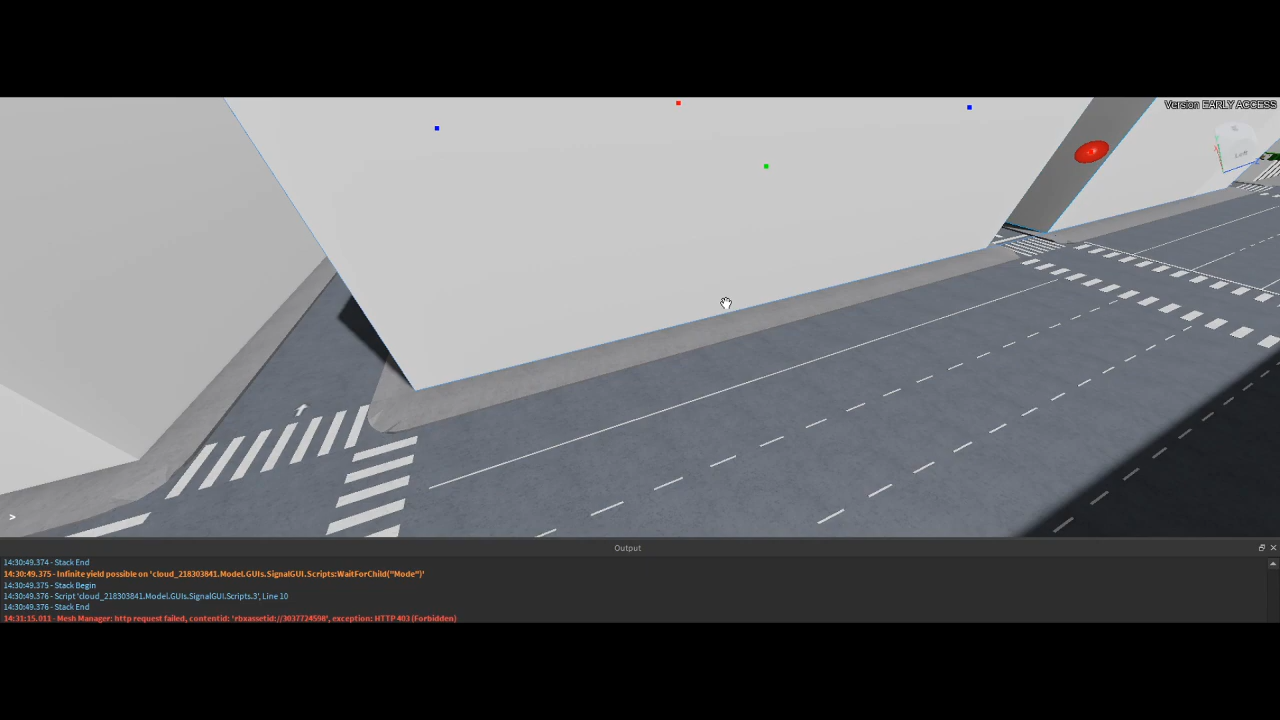 Version EARLY ACCESS
>
Output
14:30:49.374 - Stack End
14:30:49.375 - Infinite yield possible on 'cloud_218303841.Model.GUIs.SignalGUI.Scripts:WaitForChild("Mode")'
14:30:49.375 - Stack Begin
14:30:49.376 - Script 'cloud_218303841.Model.GUIs.SignalGUI.Scripts.3', Line 10
14:30:49.376 - Stack End
14:31:15.011 - Mesh Manager: http request failed, contentid: 'rbxassetid://3037724598', exception: HTTP 403 (Forbidden)